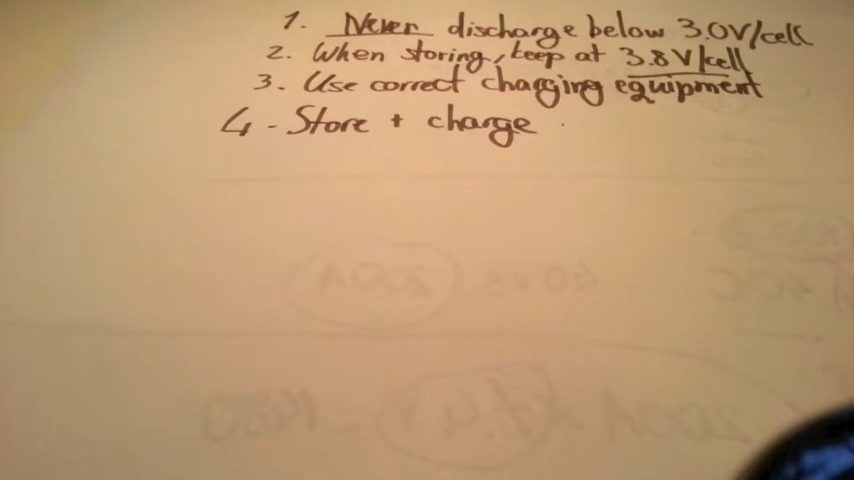 1. Never discharge below 3.0V/cell
2. When storing, keep at 3.8V/cell
3. Use correct charging equipment
4 - Store + charge